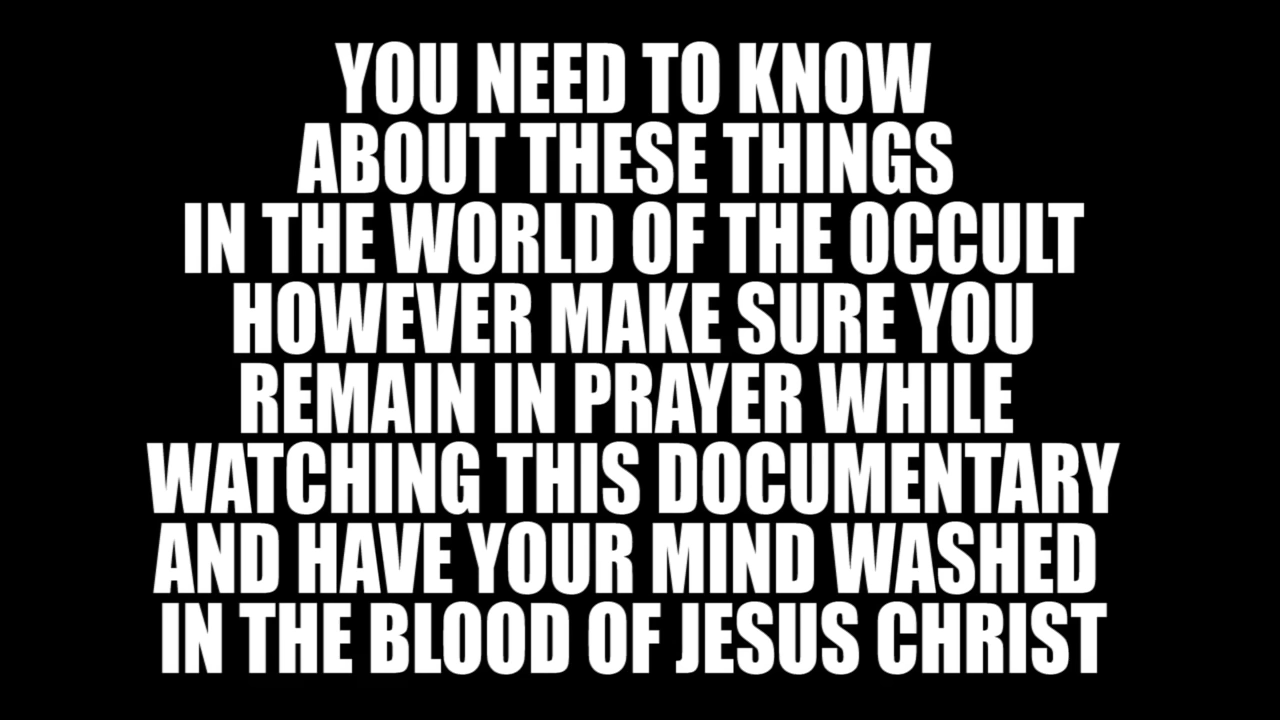 YOU NEED TO KNOW
ABOUT THESE THINGS
IN THE WORLD OF THE OCCULT
HOWEVER MAKE SURE YOU
REMAIN IN PRAYER WHILE
WATCHING THIS DOCUMENTARY
AND HAVE YOUR MIND WASHED
IN THE BLOOD OF JESUS CHRIST